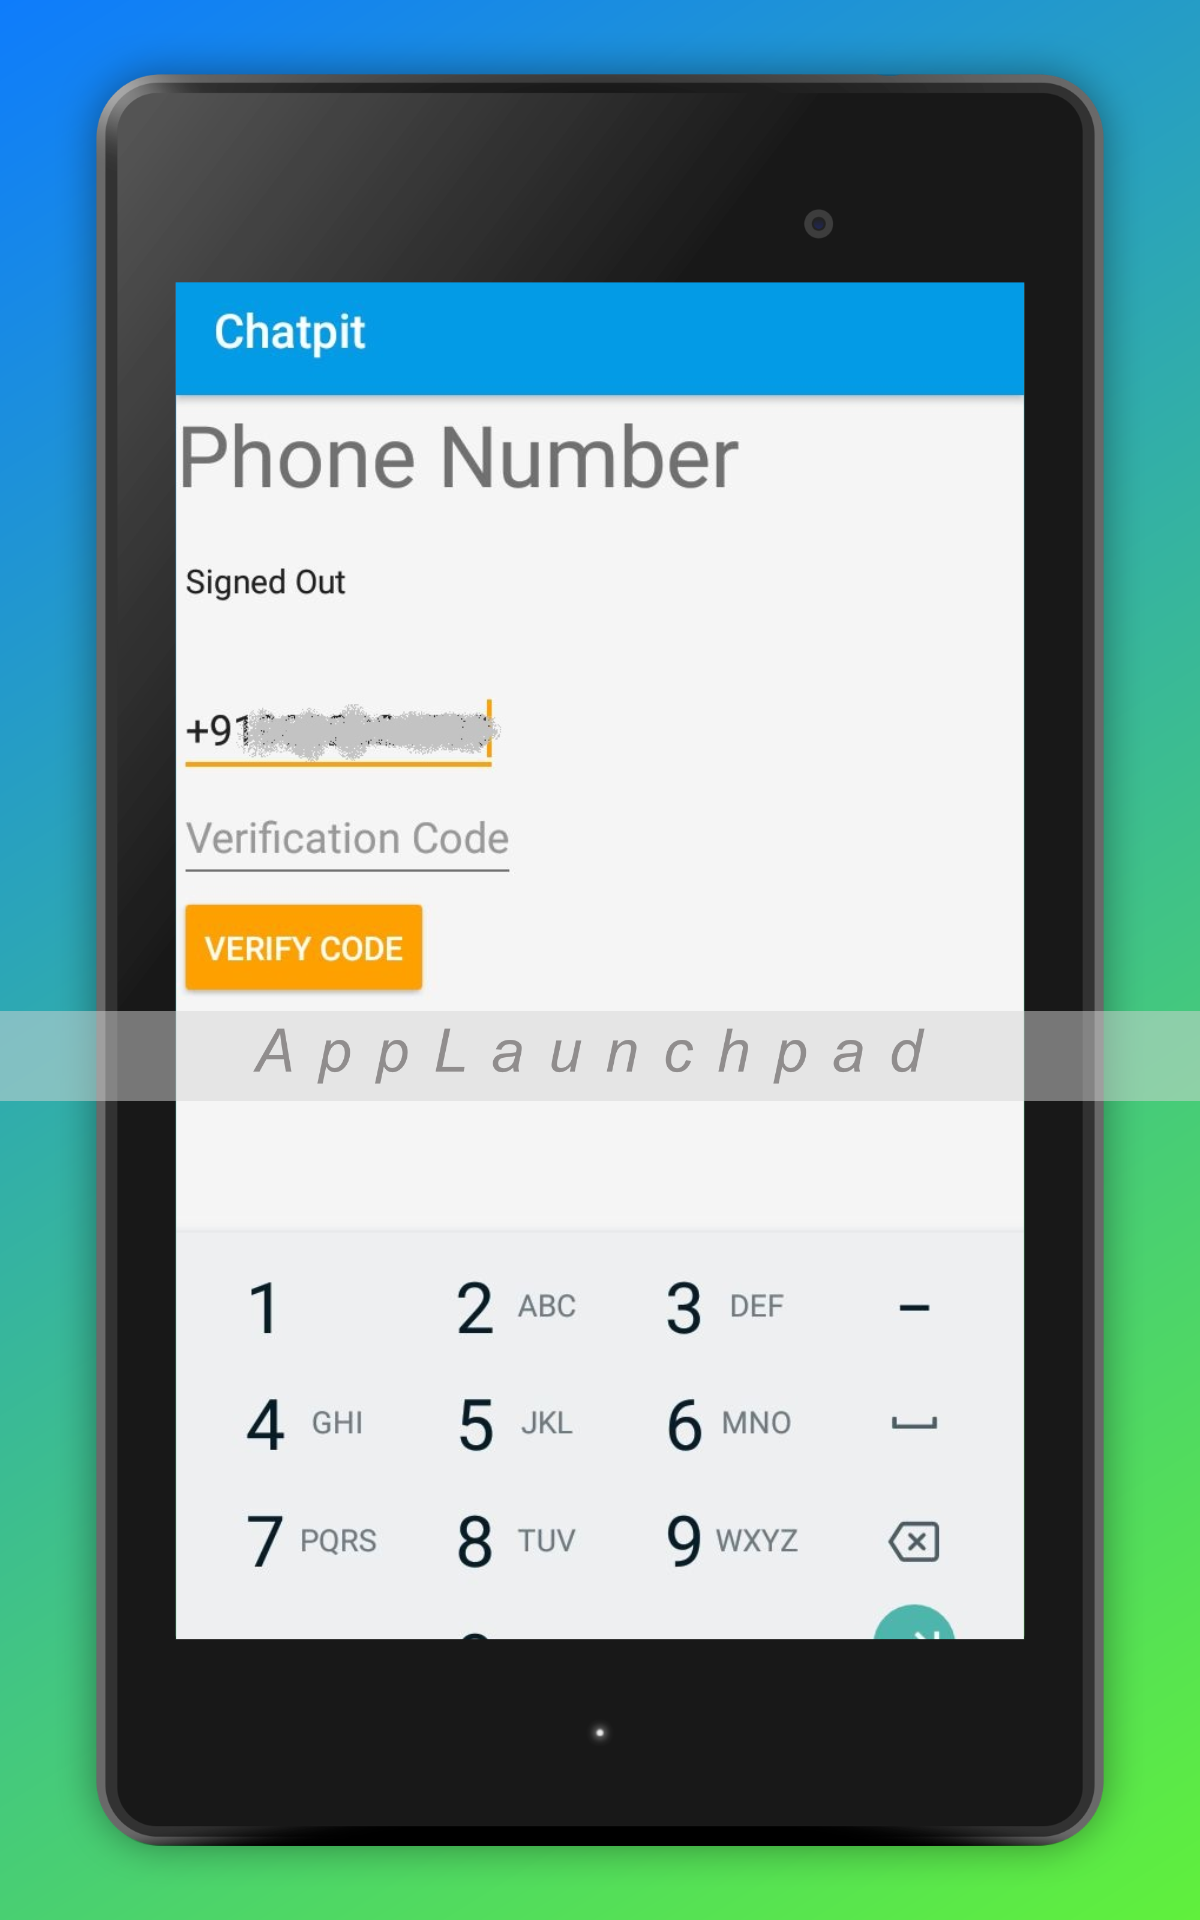 Chatpit
Phone Number
Signed Out
+91
Verification Code
VERIFY CODE
AppLaunchpad
1 2 ABC 3 DEF -
4 GHI 5 JKL 6 MNO
7 PQRS 8 TUV 9 WXYZ